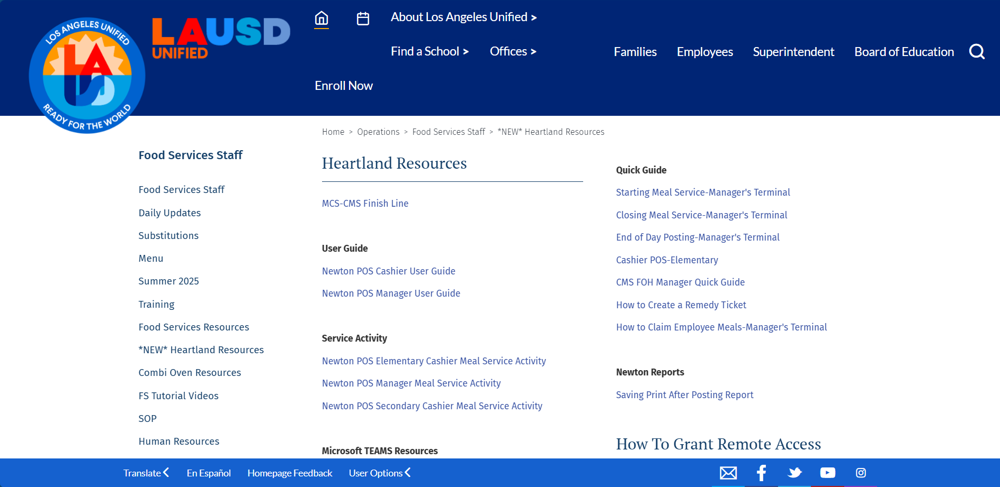 LOS ANGELES UNIFIED
LAUSD
READY FOR THE WORLD
LAUSD
UNIFIED
About Los Angeles Unified >
Find a School >
Offices >
Families
Employees
Superintendent
Board of Education
Enroll Now
Home > Operations > Food Services Staff > *NEW* Heartland Resources
Food Services Staff
Food Services Staff
Daily Updates
Substitutions
Menu
Summer 2025
Training
Food Services Resources
*NEW* Heartland Resources
Combi Oven Resources
FS Tutorial Videos
SOP
Human Resources
Heartland Resources
MCS-CMS Finish Line
User Guide
Newton POS Cashier User Guide
Newton POS Manager User Guide
Service Activity
Newton POS Elementary Cashier Meal Service Activity
Newton POS Manager Meal Service Activity
Newton POS Secondary Cashier Meal Service Activity
Microsoft TEAMS Resources
Quick Guide
Starting Meal Service-Manager's Terminal
Closing Meal Service-Manager's Terminal
End of Day Posting-Manager's Terminal
Cashier POS-Elementary
CMS FOH Manager Quick Guide
How to Create a Remedy Ticket
How to Claim Employee Meals-Manager's Terminal
Newton Reports
Saving Print After Posting Report
How To Grant Remote Access
Translate
En Español
Homepage Feedback
User Options